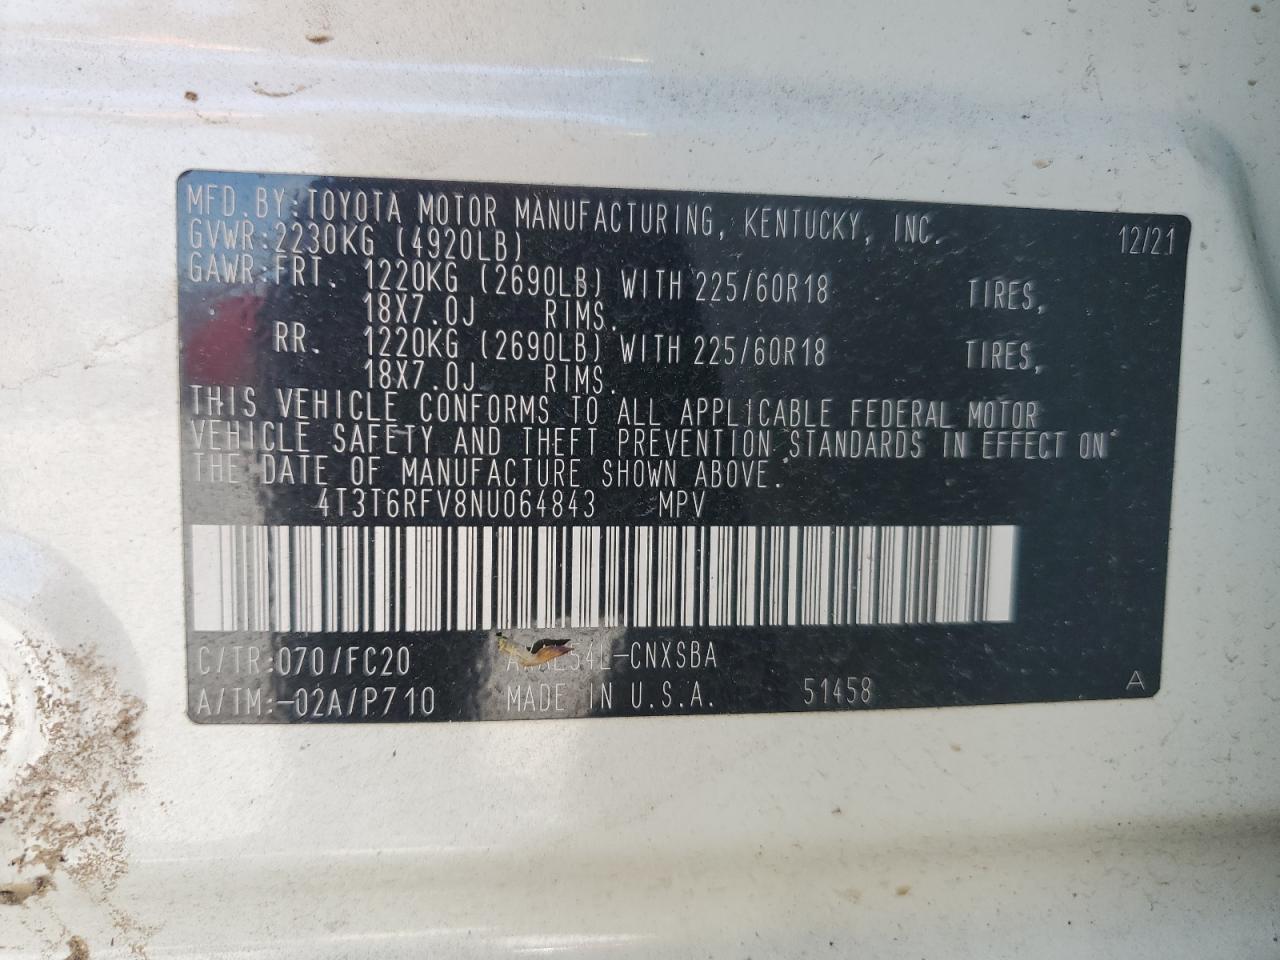 MFD.BY:TOYOTA MOTOR MANUFACTURING, KENTUCKY, INC. 12/21
GVWR:2230KG (4920LB)
GAWR:FRT. 1220KG (2690LB) WITH 225/60R18 TIRES,
18X7.0J RIMS.
RR. 1220KG (2690LB) WITH 225/60R18 TIRES,
18X7.0J RIMS.
THIS VEHICLE CONFORMS TO ALL APPLICABLE FEDERAL MOTOR
VEHICLE SAFETY AND THEFT PREVENTION STANDARDS IN EFFECT ON
THE DATE OF MANUFACTURE SHOWN ABOVE.
4T3T6RFV8NU064843 MPV
C/TR:070/FC20
A/TM:-02A/P710 MADE IN U.S.A. 51458 A